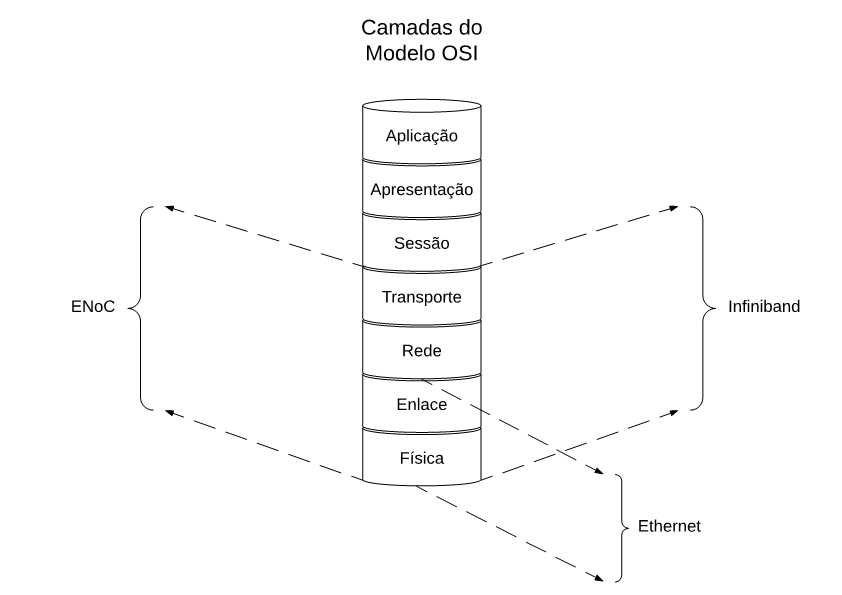 Camadas do
Modelo OSI
Aplicação
Apresentação
Sessão
Transporte
Rede
Enlace
Física
ENoC
Infiniband
Ethernet